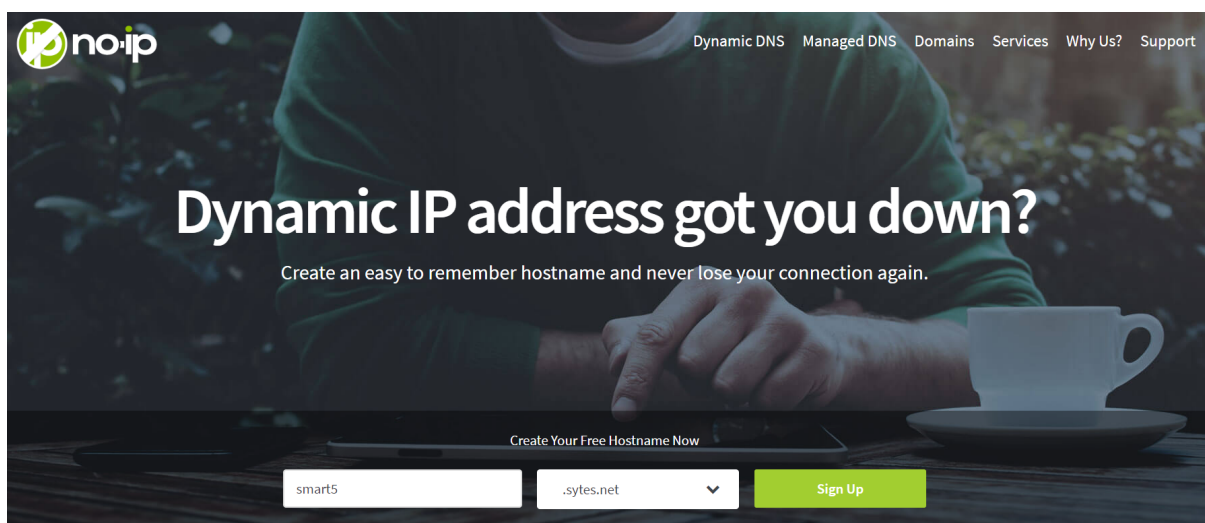 no·ip
Dynamic DNS Managed DNS Domains Services Why Us? Support
Dynamic IP address got you down?
Create an easy to remember hostname and never lose your connection again.
Create Your Free Hostname Now
smart5 .sytes.net Sign Up